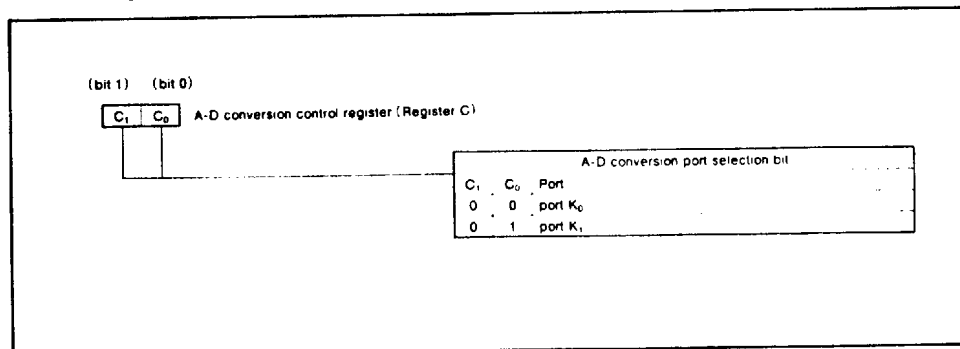 (bit 1) (bit 0)
C₁ C₀ A-D conversion control register (Register C)
A-D conversion port selection bit
C₁ C₀ Port
0 0 port K₀
0 1 port K₁